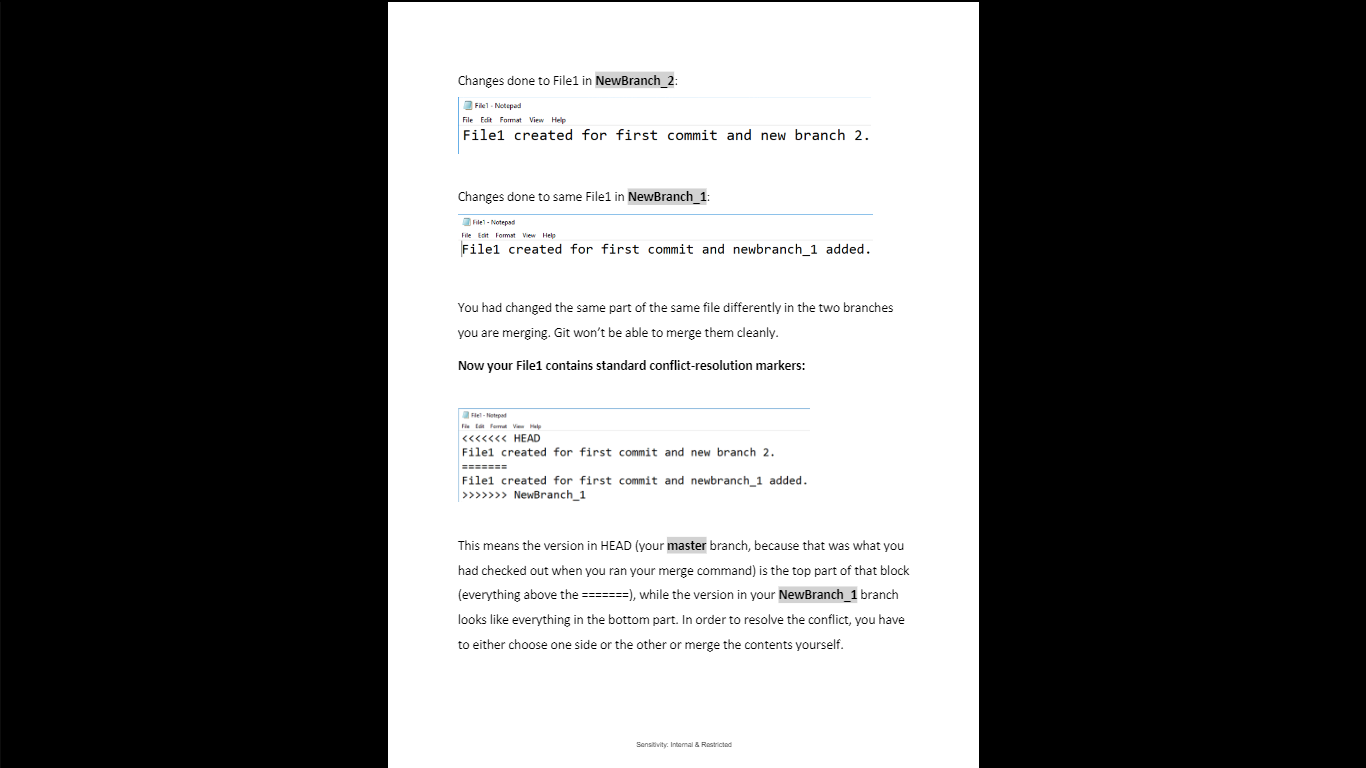 Changes done to File1 in NewBranch_2:
File1 - Notepad
File Edit Format View Help
File1 created for first commit and new branch 2.
Changes done to same File1 in NewBranch_1:
File1 - Notepad
File Edit Format View Help
File1 created for first commit and newbranch_1 added.
You had changed the same part of the same file differently in the two branches
you are merging. Git won’t be able to merge them cleanly.
Now your File1 contains standard conflict-resolution markers:
File1 - Notepad
File Edit Format View Help
<<<<<<< HEAD
File1 created for first commit and new branch 2.
=======
File1 created for first commit and newbranch_1 added.
>>>>>>> NewBranch_1
This means the version in HEAD (your master branch, because that was what you
had checked out when you ran your merge command) is the top part of that block
(everything above the =======), while the version in your NewBranch_1 branch
looks like everything in the bottom part. In order to resolve the conflict, you have
to either choose one side or the other or merge the contents yourself.
Sensitivity: Internal & Restricted